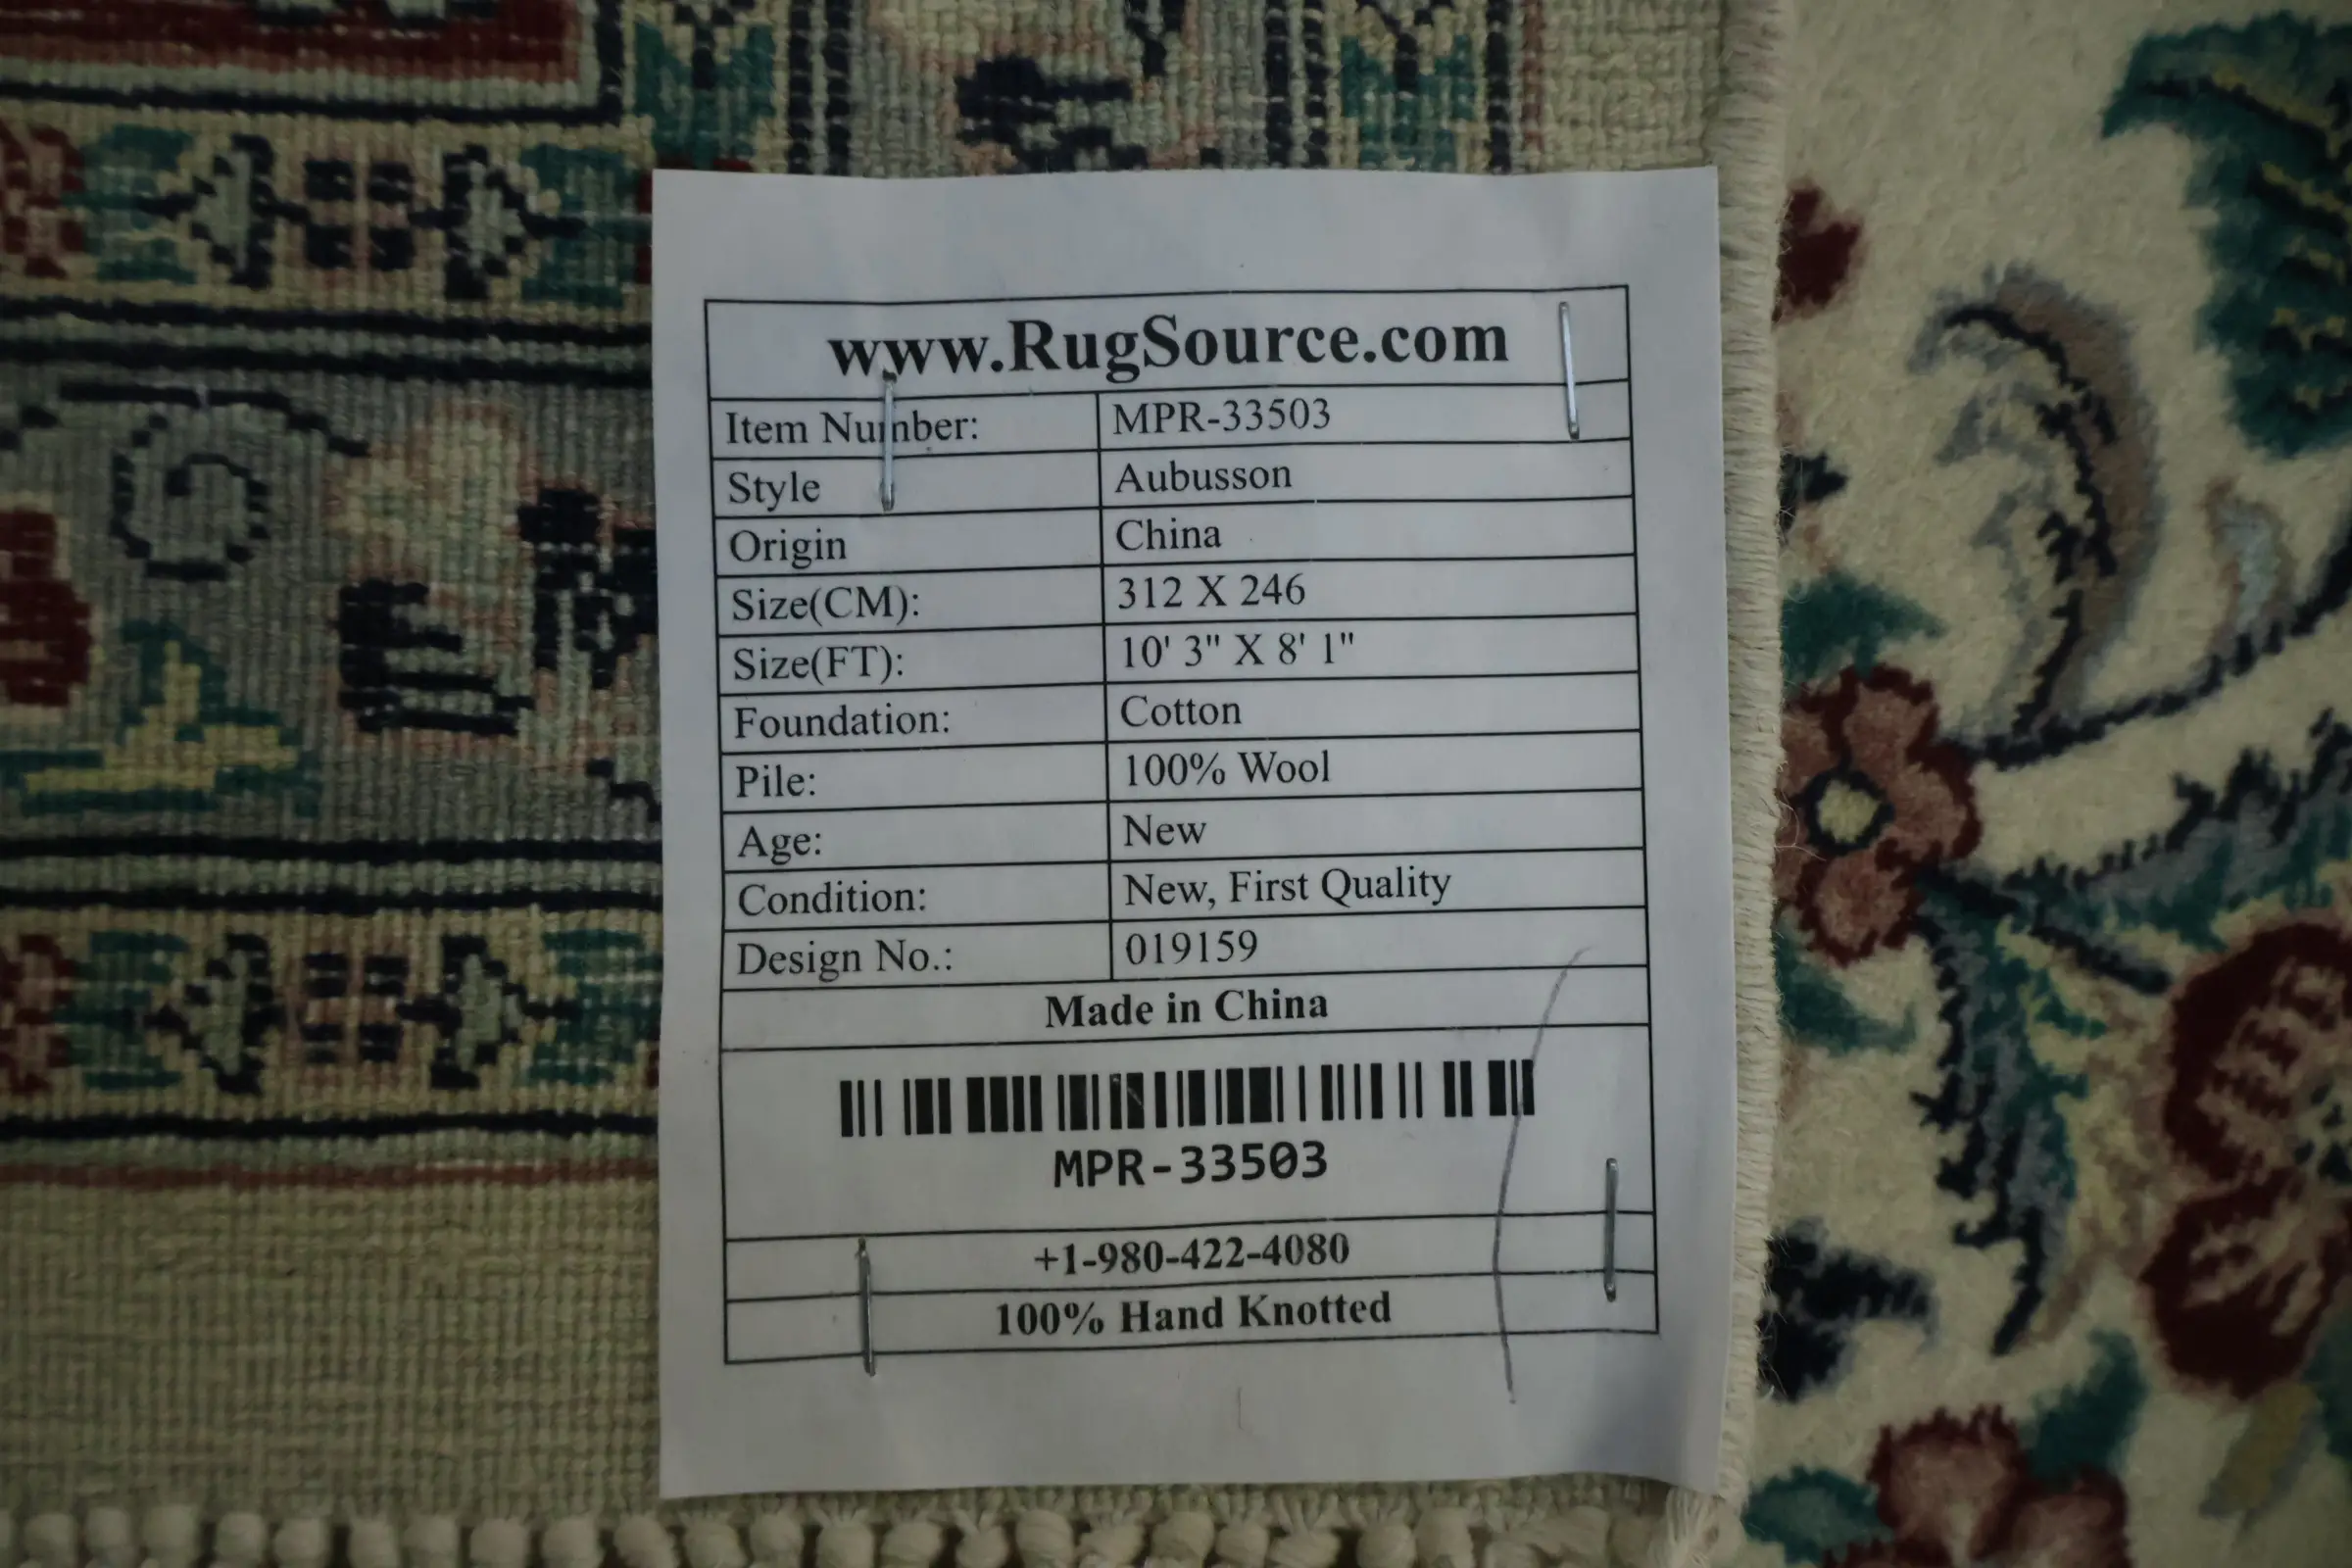 www.RugSource.com
Item Number: MPR-33503
Style Aubusson
Origin China
Size(CM): 312 X 246
Size(FT): 10' 3" X 8' 1"
Foundation: Cotton
Pile: 100% Wool
Age: New
Condition: New, First Quality
Design No.: 019159
Made in China
MPR-33503
+1-980-422-4080
100% Hand Knotted